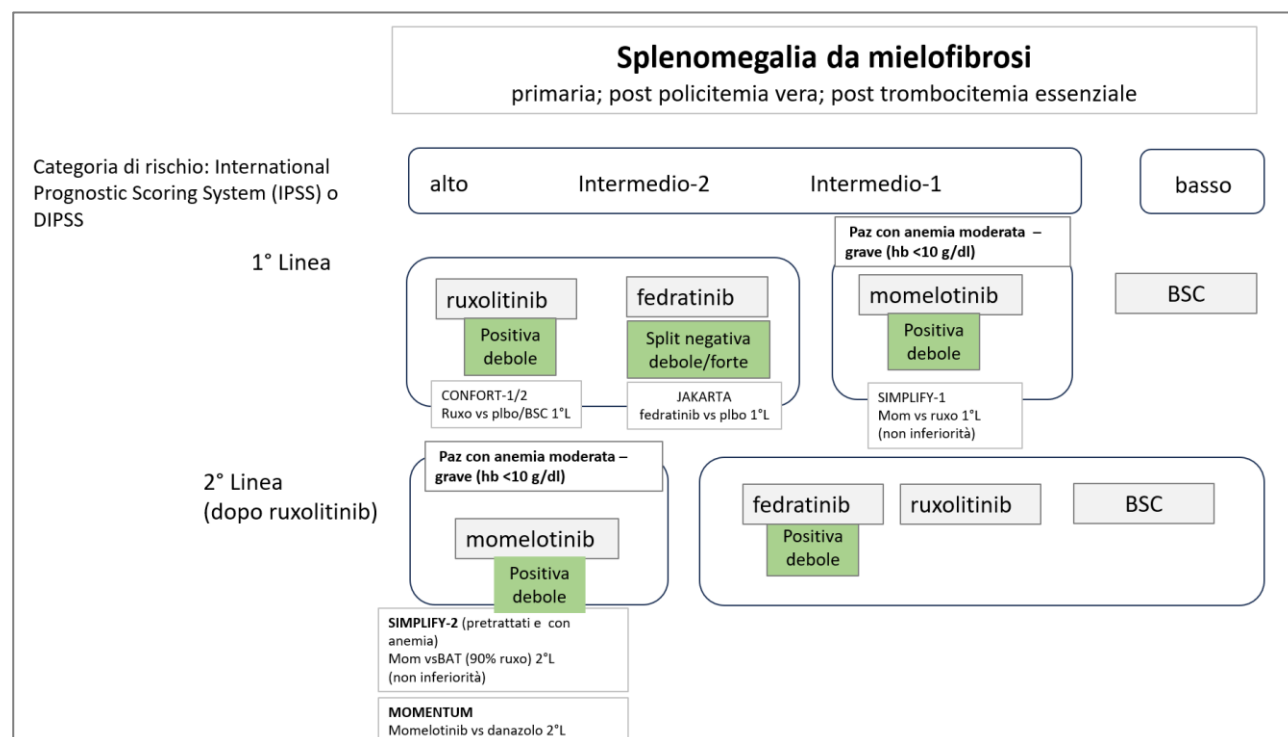 Splenomegalia da mielofibrosi
primaria; post policitemia vera; post trombocitemia essenziale
Categoria di rischio: International
Prognostic Scoring System (IPSS) o
DIPSS
alto
Intermedio-2
Intermedio-1
basso
1° Linea
Paz con anemia moderata –
grave (hb <10 g/dl)
ruxolitinib
Positiva
debole
CONFORT-1/2
Ruxo vs plbo/BSC 1°L
fedratinib
Split negativa
debole/forte
JAKARTA
fedratinib vs plbo 1°L
momelotinib
Positiva
debole
SIMPLIFY-1
Mom vs ruxo 1°L
(non inferiorità)
BSC
2° Linea
(dopo ruxolitinib)
Paz con anemia moderata –
grave (hb <10 g/dl)
momelotinib
Positiva
debole
SIMPLIFY-2 (pretrattati e con
anemia)
Mom vsBAT (90% ruxo) 2°L
(non inferiorità)
MOMENTUM
Momelotinib vs danazolo 2°L
fedratinib
Positiva
debole
ruxolitinib
BSC